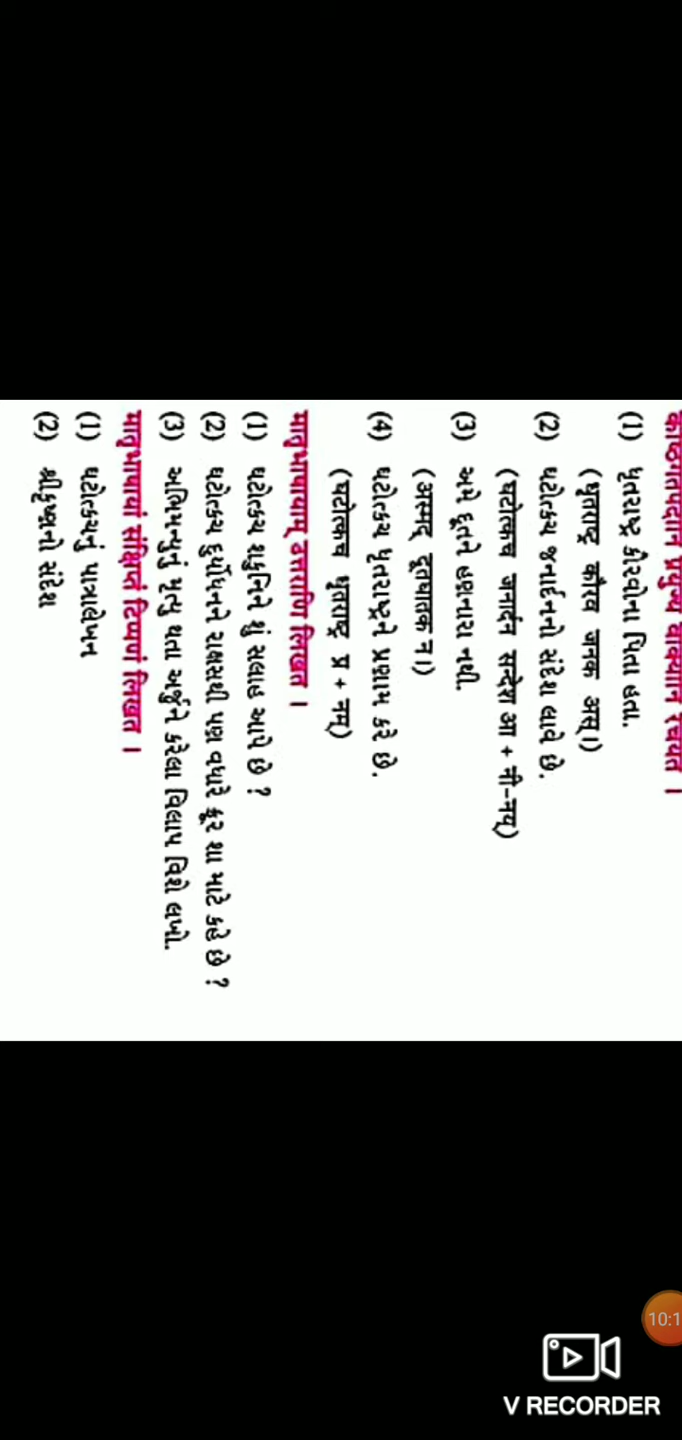 कोष्ठगतपदानि प्रयुज्य वाक्यानि रचयत ।
(1) ધૃતરાષ્ટ્ર કૌરવોના પિતા હતા.
(धृतराष्ट्र कौरव जनक अस्।)
(2) ઘટોત્કચ જનાર્દનનો સંદેશ લાવે છે.
(घटोत्कच जनार्दन सन्देश आ + नी-नय्)
(3) અમે દૂતને હણનારા નથી.
(अस्मद् दूतघातक न।)
(4) ઘટોત્કચ ધૃતરાષ્ટ્રને પ્રણામ કરે છે.
(घटोत्कच धृतराष्ट्र प्र + नम्)
मातृभाषायाम् उत्तराणि लिखत ।
(1) ઘટોત્કચ શકુનિને શું સલાહ આપે છે ?
(2) ઘટોત્કચ દુર્યોધનને રાક્ષસથી પણ વધારે ક્રૂર શા માટે કહે છે ?
(3) અભિમન્યુનું મૃત્યુ થતા અર્જુને કરેલા વિલાપ વિશે લખો.
मातृभाषायां संक्षिप्तं टिप्पणं लिखत ।
(1) ઘટોત્કચનું પાત્રાલેખન
(2) શ્રીકૃષ્ણનો સંદેશ
10:1
V RECORDER